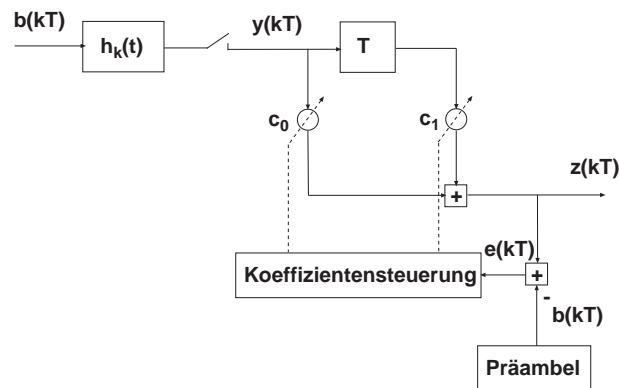 b(kT)
h_k(t)
y(kT)
T
c_0
c_1
z(kT)
+
Koeffizientensteuerung
e(kT)
+
-
b(kT)
Präambel